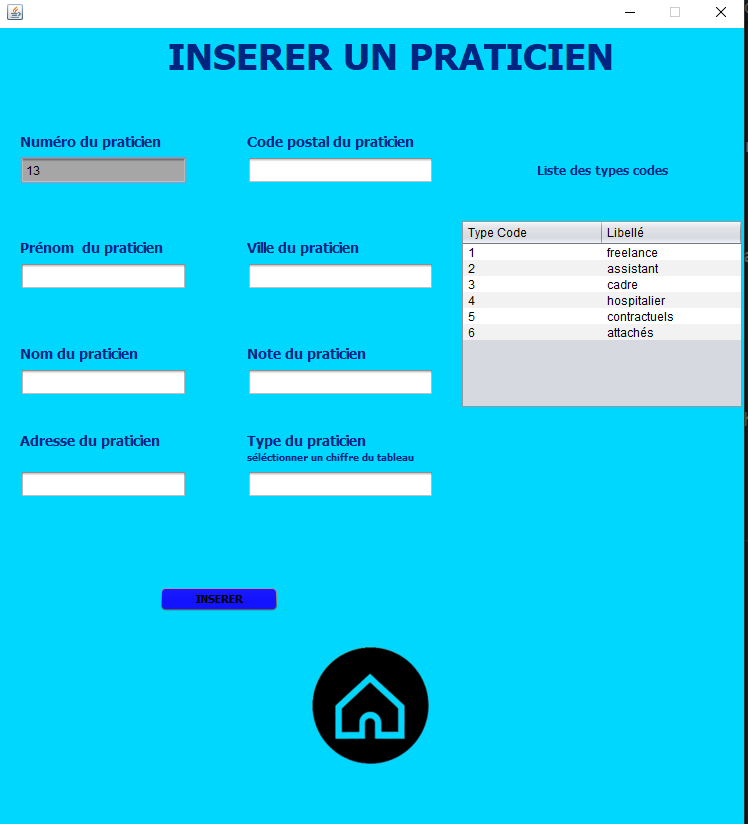 INSERER UN PRATICIEN
Numéro du praticien
Code postal du praticien
13
Liste des types codes
Prénom  du praticien
Ville du praticien
Type Code Libellé
1 freelance
2 assistant
3 cadre
4 hospitalier
5 contractuels
6 attachés
Nom du praticien
Note du praticien
Adresse du praticien
Type du praticien
séléctionner un chiffre du tableau
INSERER